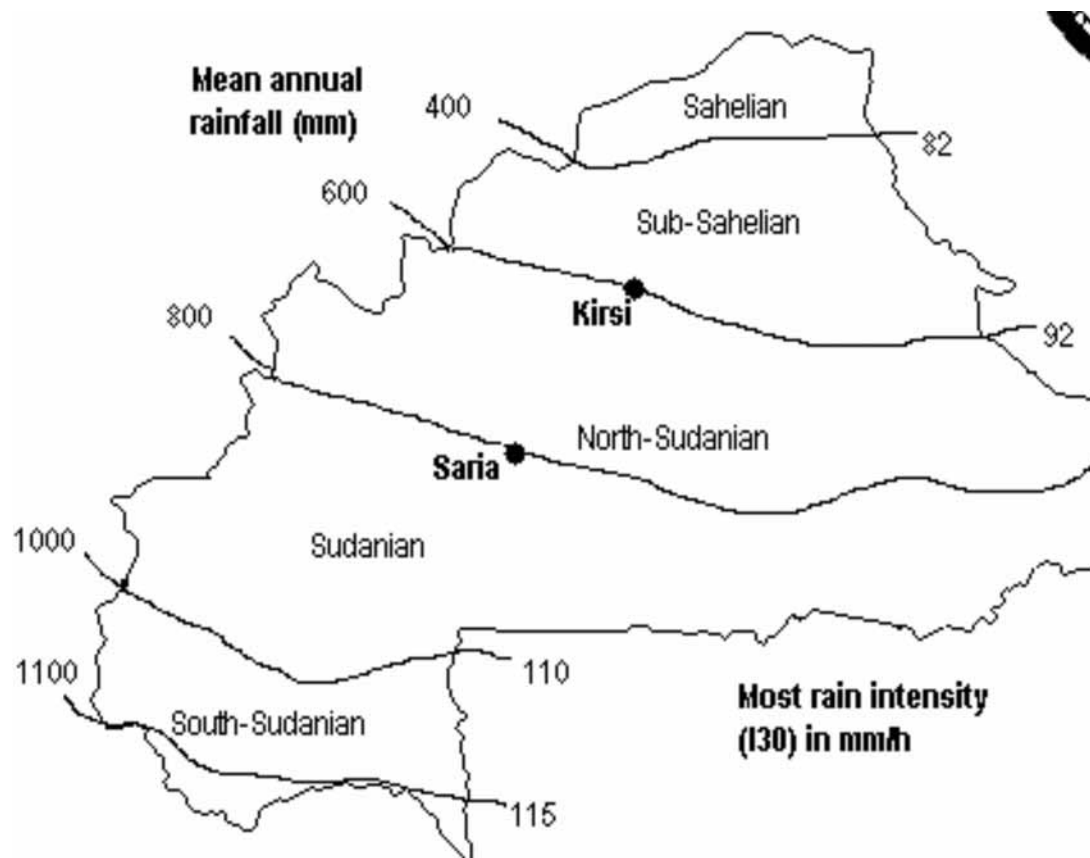 Mean annual
rainfall (mm)
400
Sahelian
82
600
Sub-Sahelian
Kirsi
800
92
North-Sudanian
Saria
1000
Sudanian
1100
110
South-Sudanian
Most rain intensity
(I30) in mm/h
115